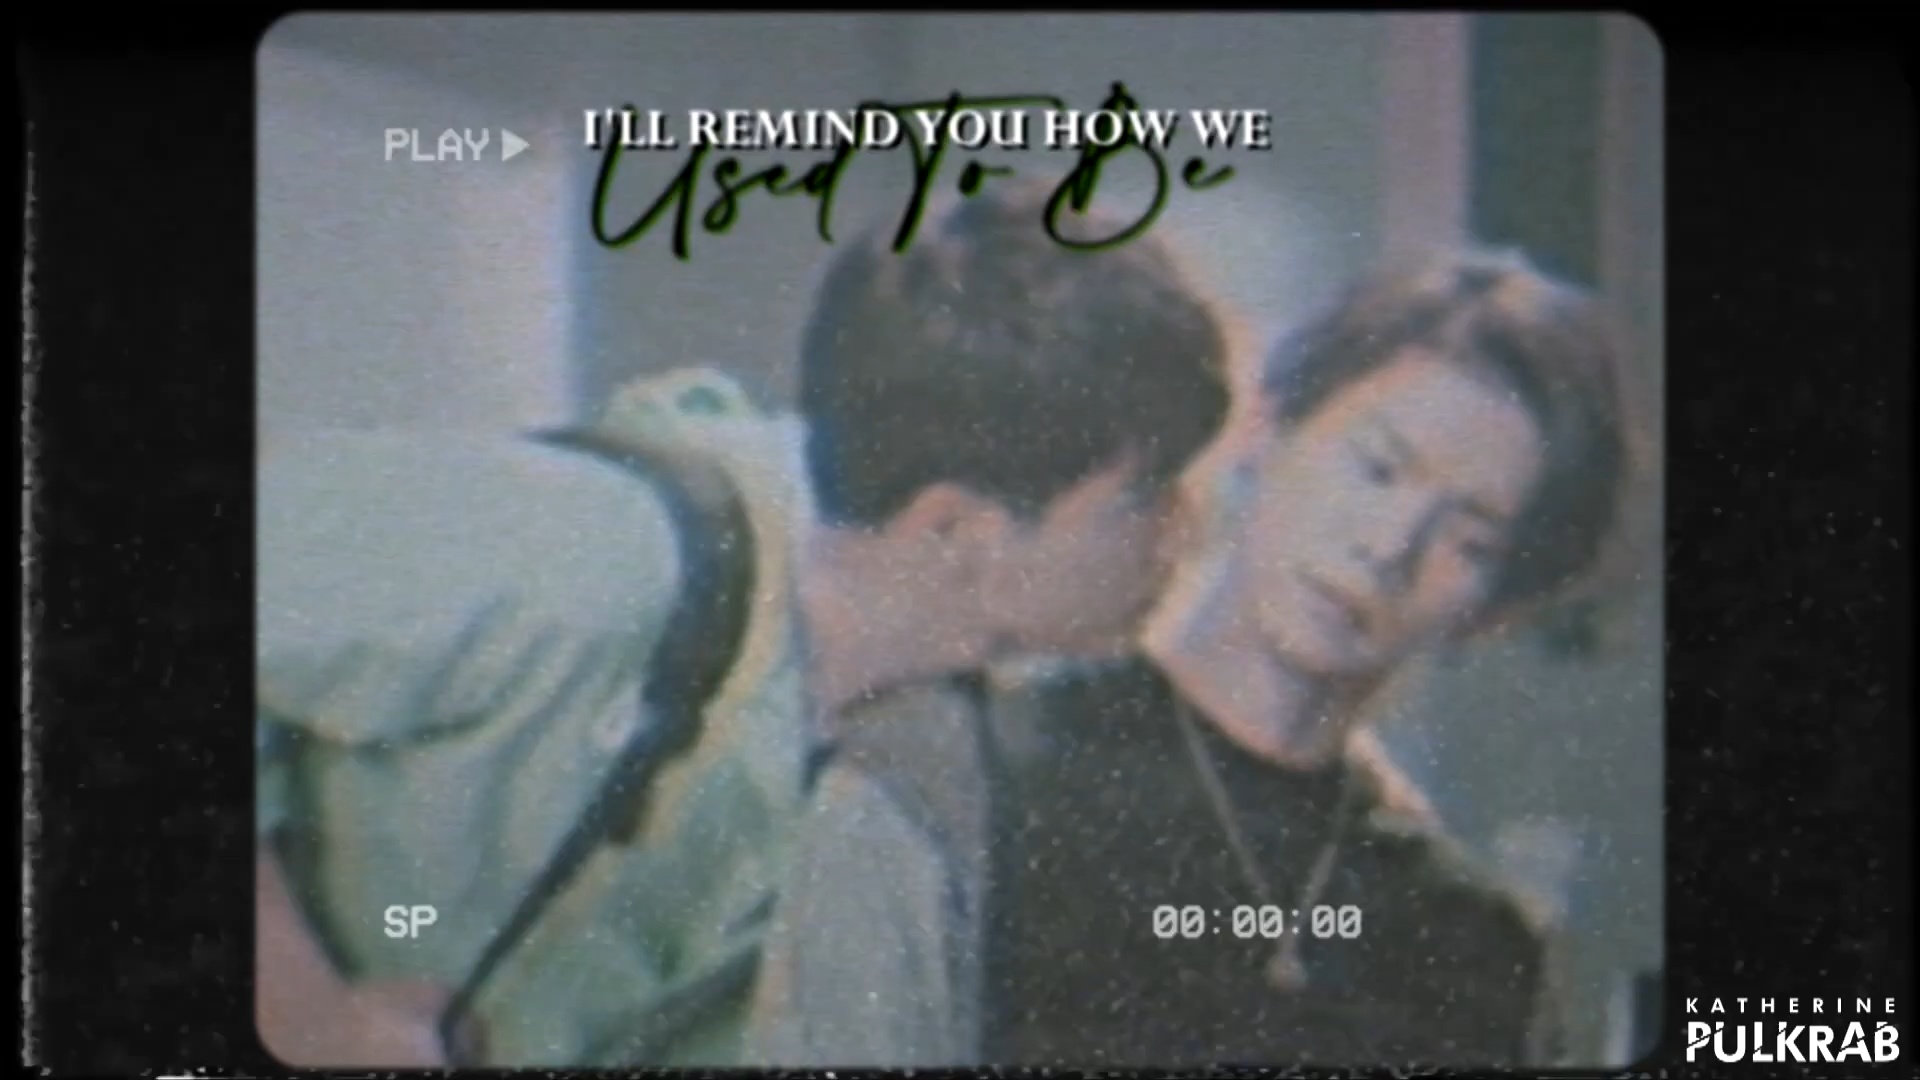 I'LL REMIND YOU HOW WE
Used To Be
PLAY
SP
00:00:00
KATHERINE
PULKRAB